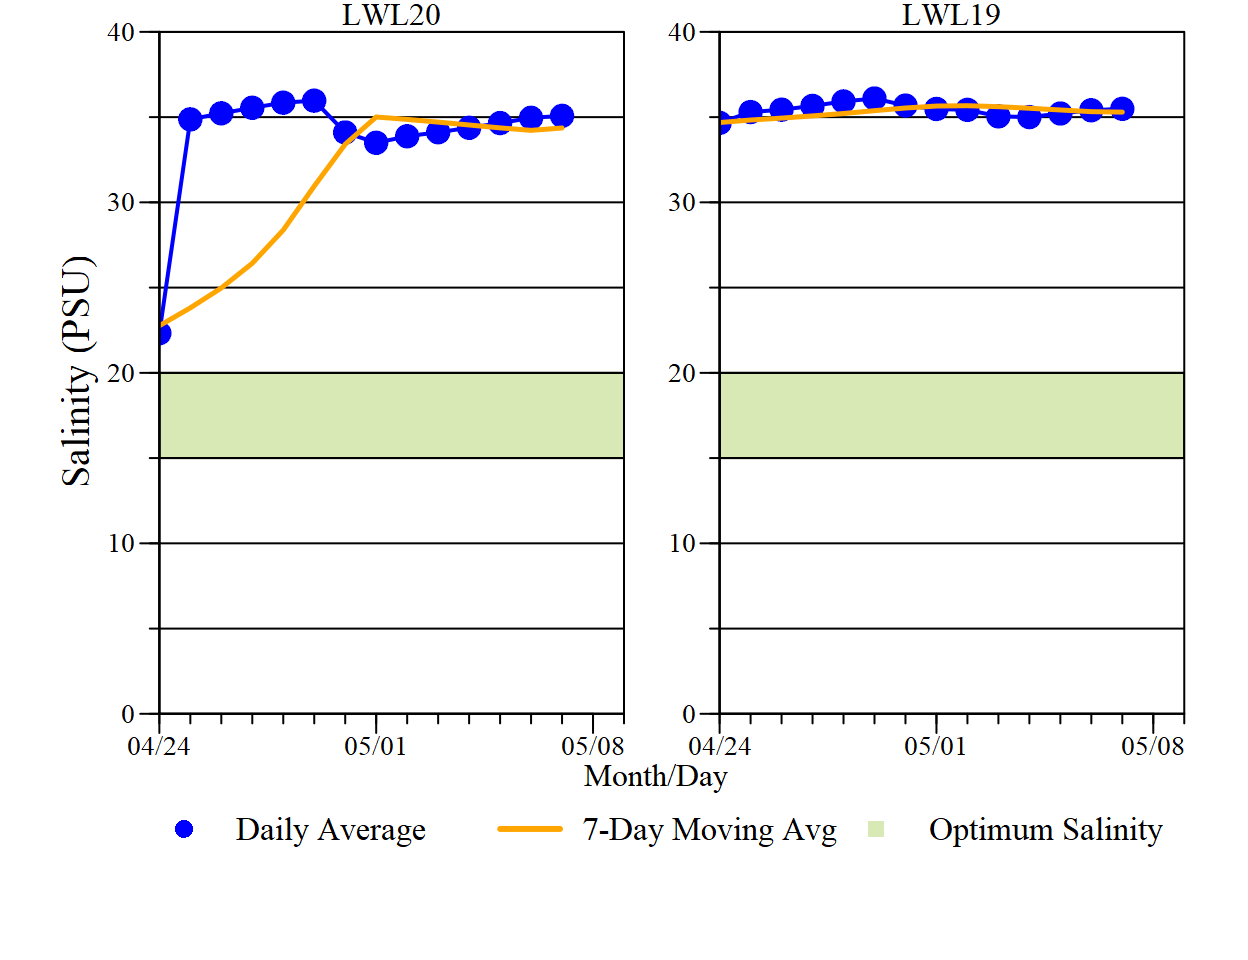 LWL20 LWL19
40 40
30 30
20 20
10 10
0 0
Salinity (PSU)
04/24 05/01 05/08 04/24 05/01 05/08
Month/Day
Daily Average 7-Day Moving Avg Optimum Salinity